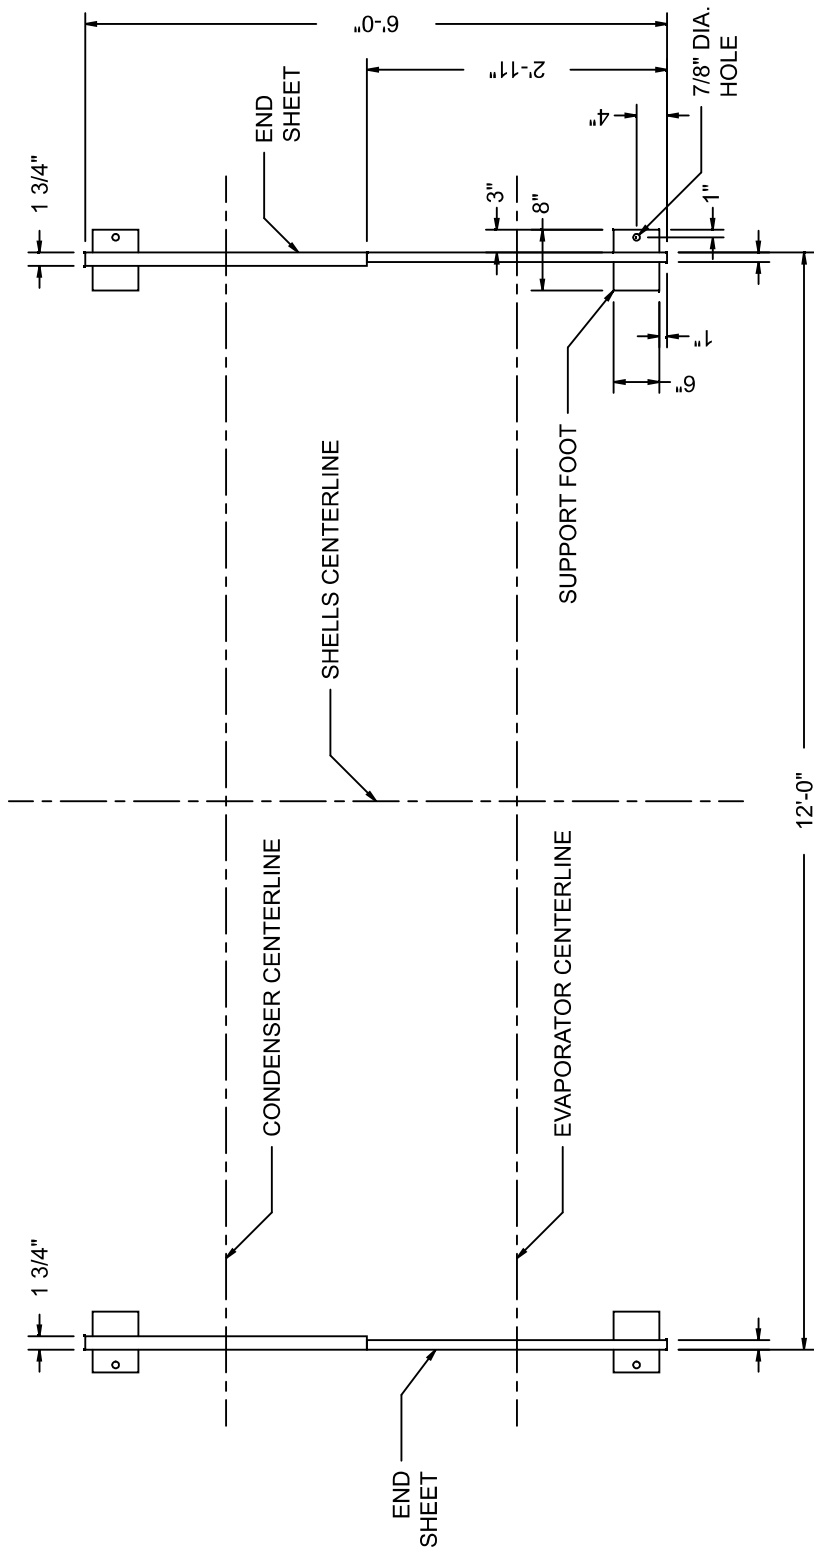 6'-0"
2'-11"
7/8" DIA.
HOLE
4"
END
SHEET
1 3/4"
3"
8"
1"
1"
6"
SUPPORT FOOT
SHELLS CENTERLINE
12'-0"
CONDENSER CENTERLINE
EVAPORATOR CENTERLINE
1 3/4"
END
SHEET